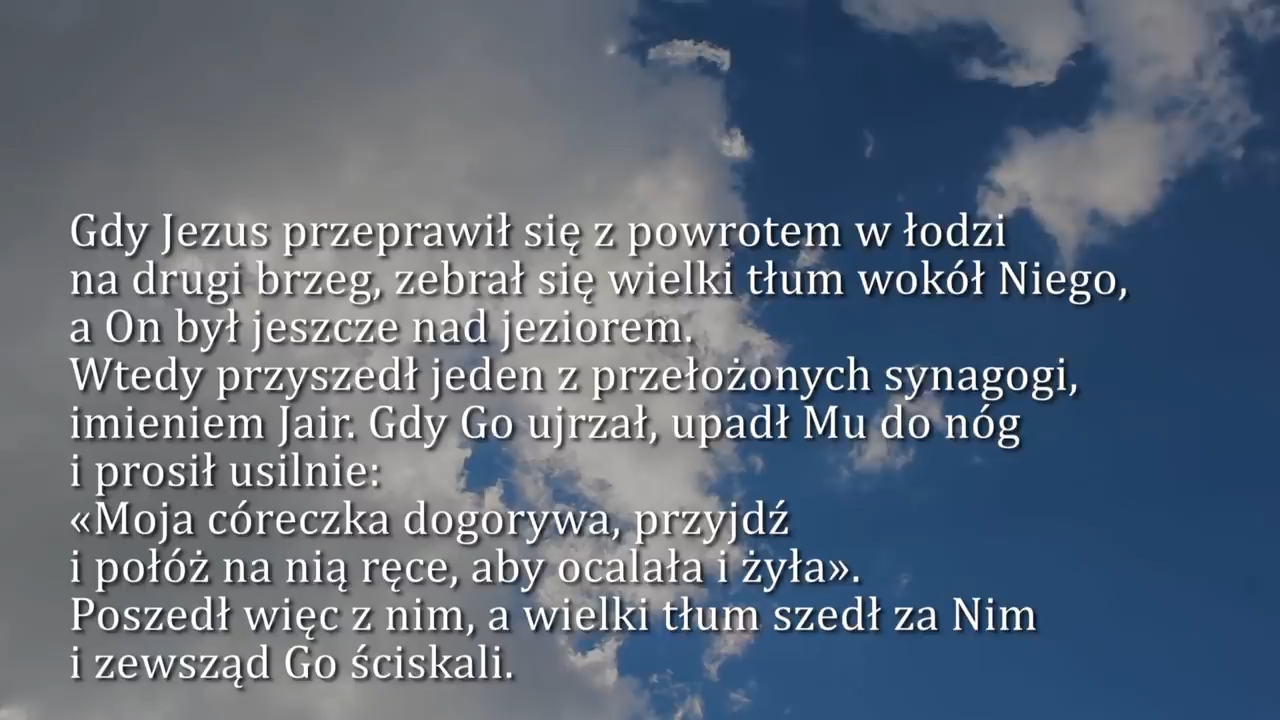 Gdy Jezus przeprawił się z powrotem w łodzi
na drugi brzeg, zebrał się wielki tłum wokół Niego,
a On był jeszcze nad jeziorem.
Wtedy przyszedł jeden z przełożonych synagogi,
imieniem Jair. Gdy Go ujrzał, upadł Mu do nóg
i prosił usilnie:
«Moja córeczka dogorywa, przyjdź
i połóż na nią ręce, aby ocalała i żyła».
Poszedł więc z nim, a wielki tłum szedł za Nim
i zewsząd Go ściskali.